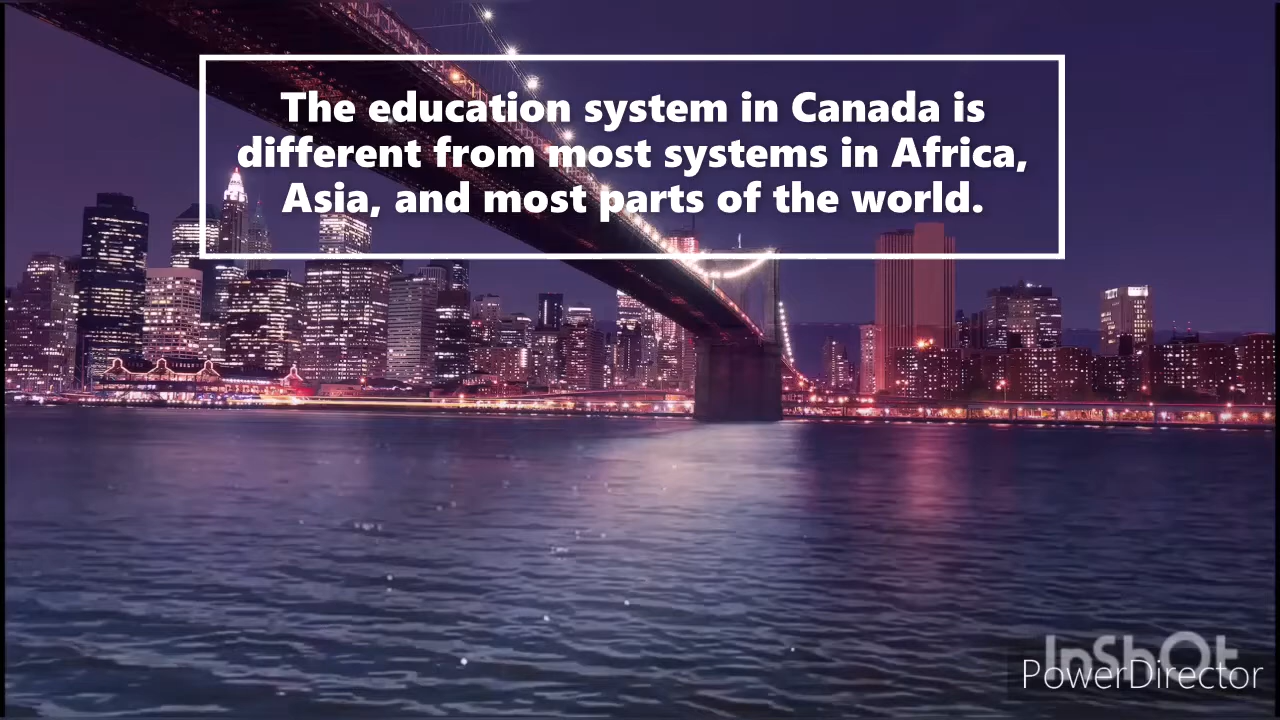 The education system in Canada is
different from most systems in Africa,
Asia, and most parts of the world.
InShOt
PowerDirector